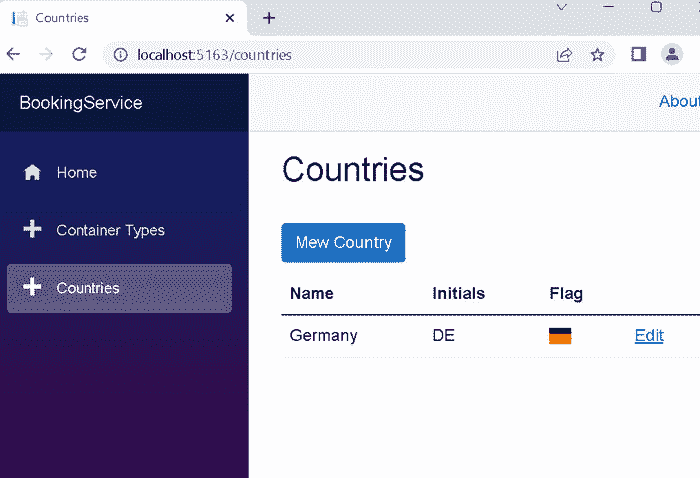 Countries
localhost:5163/countries
BookingService
About
Home
Container Types
Countries
Countries
Mew Country
Name Initials Flag
Germany DE Edit